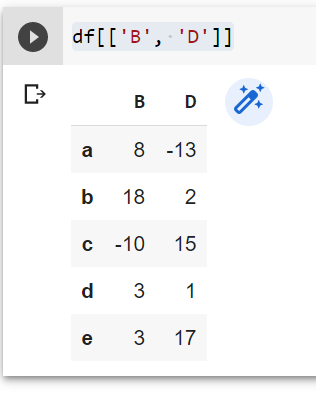 df[['B', 'D']]
B D
a 8 -13
b 18 2
c -10 15
d 3 1
e 3 17